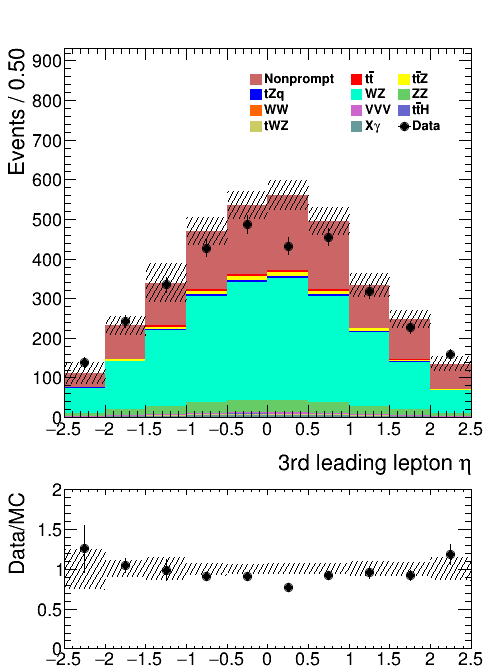 Events / 0.50
900
800
700
600
500
400
300
200
100
0
Nonprompt tt̄ tt̄Z
tZq WZ ZZ
WW VVV tt̄H
tWZ Xγ Data
−2.5 −2 −1.5 −1 −0.5 0 0.5 1 1.5 2 2.5
3rd leading lepton η
Data/MC
2
1.5
1
0.5
0
−2.5 −2 −1.5 −1 −0.5 0 0.5 1 1.5 2 2.5